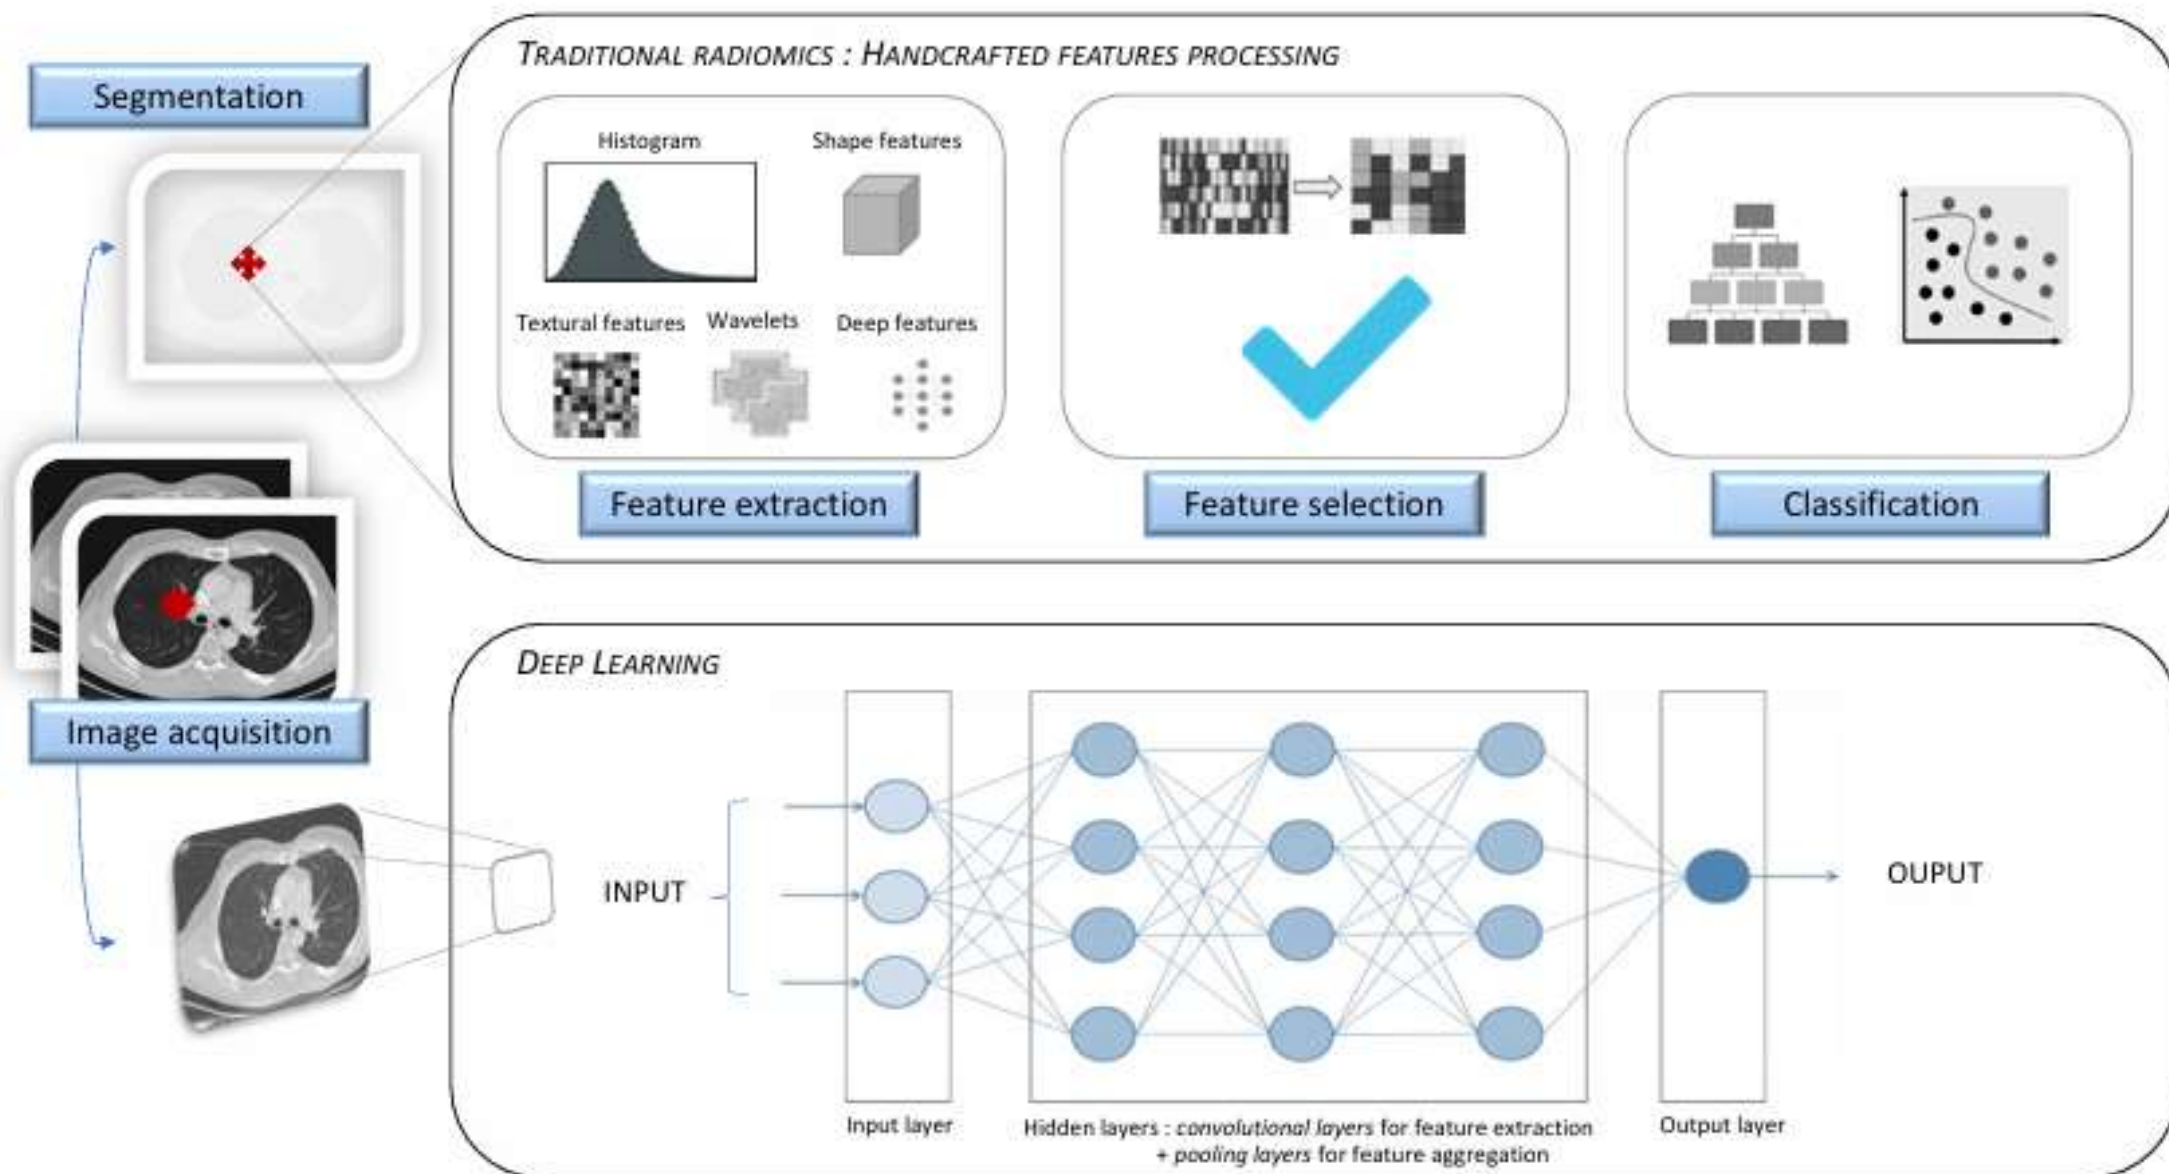 Segmentation
TRADITIONAL RADIOMICS : HANDCRAFTED FEATURES PROCESSING
Histogram
Shape features
Textural features
Wavelets
Deep features
Feature extraction
Feature selection
Classification
Image acquisition
DEEP LEARNING
INPUT
OUPUT
Input layer
Hidden layers : convolutional layers for feature extraction
+ pooling layers for feature aggregation
Output layer